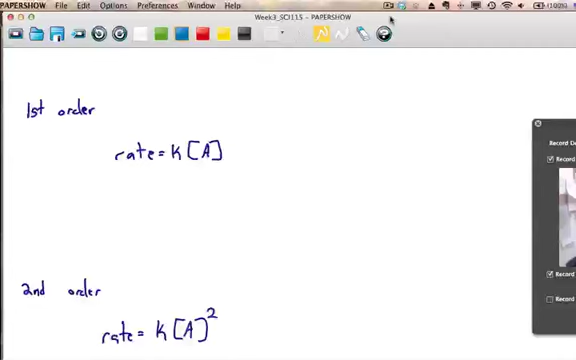 PAPERSHOW File Edit Options Preferences Window Help
Week3_SCI115 – PAPERSHOW
1st order
rate = k [A]
Record
2nd order
rate = k [A]²
Record
Record